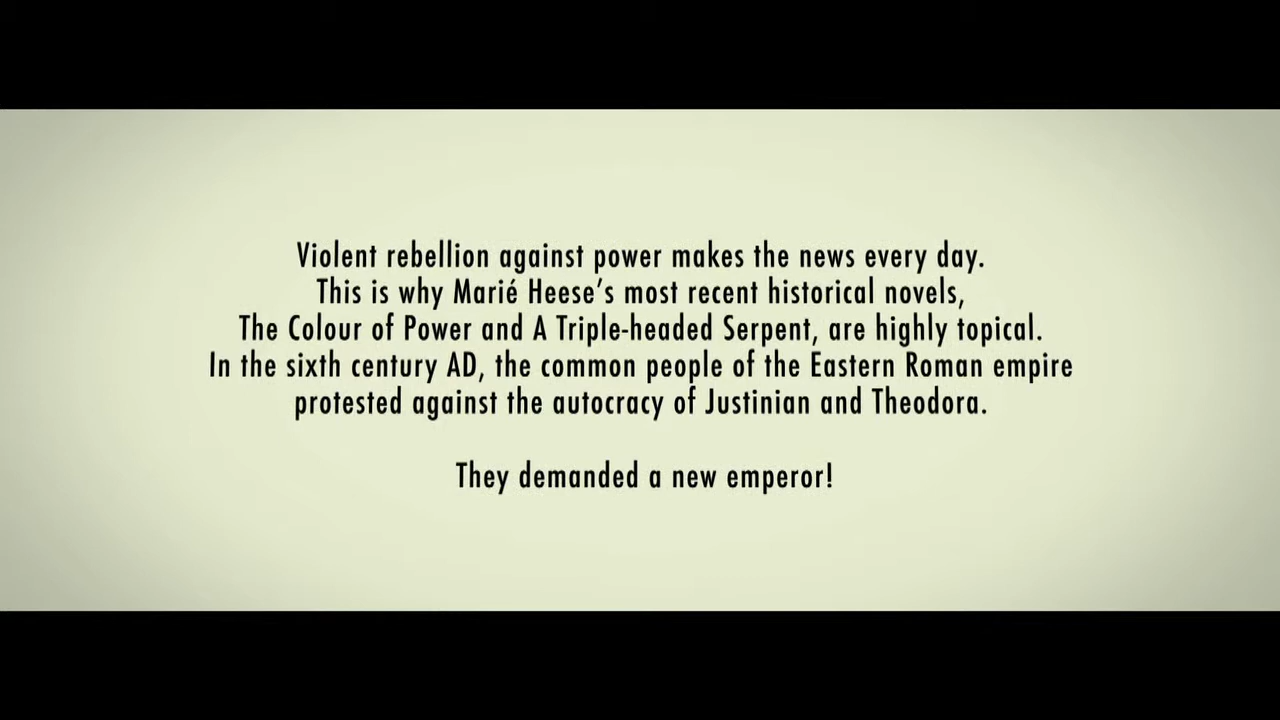 Violent rebellion against power makes the news every day.
This is why Marié Heese's most recent historical novels,
The Colour of Power and A Triple-headed Serpent, are highly topical.
In the sixth century AD, the common people of the Eastern Roman empire
protested against the autocracy of Justinian and Theodora.
They demanded a new emperor!